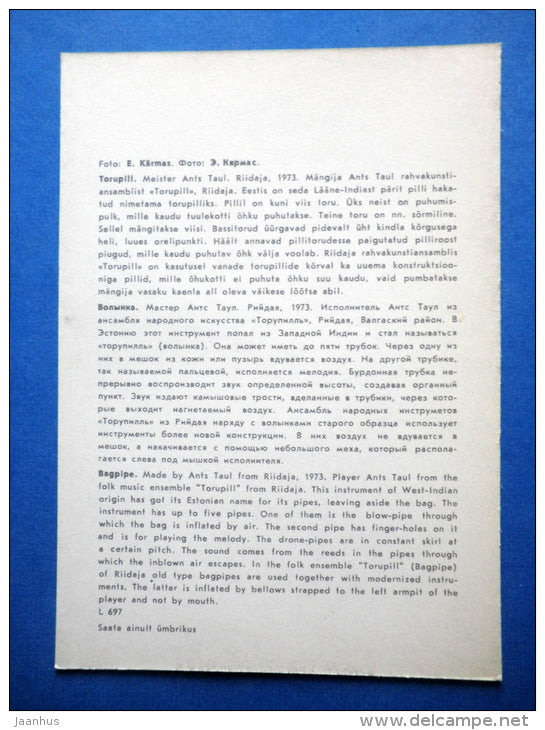 Foto: E. Kärmas. Фото: Э. Кярмас.
Torupill. Meister Ants Taul. Riidaja, 1973. Mängija Ants Taul rahvakunsti-
ansamblist «Torupill», Riidaja. Eestis on seda Lääne-Indiast pärit pilli haka-
tud nimetama torupilliks. Pillil on kuni viis toru. Üks neist on puhumis-
pulk, mille kaudu tuulekotti õhku puhutakse. Teine toru on nn. sõrmiline.
Sellel mängitakse viisi. Bassitorud üürgavad pidevalt üht kindla kõrgusega
heli, luues orelipunkti. Häält annavad pillitorudesse paigutatud pilliroost
piugud, mille kaudu puhutav õhk välja voolab. Riidaja rahvakunstiansamblis
«Torupill» on kasutusel vanade torupillide kõrval ka uuema konstruktsioo-
niga pillid, mille õhukotti ei puhuta õhku suu kaudu, vaid pumbatakse
mängija vasaku kaenla all oleva väikese lõõtsa abil.
Волынка. Мастер Антс Таул. Рийдая, 1973. Исполнитель Антс Таул из
ансамбля народного искусства «Торупилль», Рийдая, Валгаский район. В
Эстонию этот инструмент попал из Западной Индии и стал называться
«торупилль» (волынка). Она может иметь до пяти трубок. Через одну из
них в мешок из кожи или пузырь вдувается воздух. На другой трубике,
так называемой пальцевой, исполняется мелодия. Бурдонная трубка не-
прерывно воспроизводит звук определенной высоты, создавая органный
пункт. Звук издают камышовые трости, вделанные в трубики, через кото-
рые выходит нагнетаемый воздух. Ансамбль народных инструметов
«Торупилль» из Рийдая наряду с волынками старого образца использует
инструменты более новой конструкции. В них воздух не вдувается в
мешок, а накачивается с помощью небольшого меха, который распола-
гается слева под мышкой исполнителя.
Bagpipe. Made by Ants Taul from Riidaja, 1973. Player Ants Taul from the
folk music ensemble "Torupill" from Riidaja. This instrument of West-Indian
origin has got its Estonian name for its pipes, leaving aside the bag. The
instrument has up to five pipes. One of them is the blow-pipe through
which the bag is inflated by air. The second pipe has finger-holes on it
and is for playing the melody. The drone-pipes are in constant skirl at
a certain pitch. The sound comes from the reeds in the pipes through
which the inblown air escapes. In the folk ensemble "Torupill" (Bagpipe)
of Riidaja old type bagpipes are used together with modernized instru-
ments. The latter is inflated by bellows strapped to the left armpit of the
player and not by mouth.
L 697
Saata ainult ümbrikus
jaanhus
http://www.delcampe.net